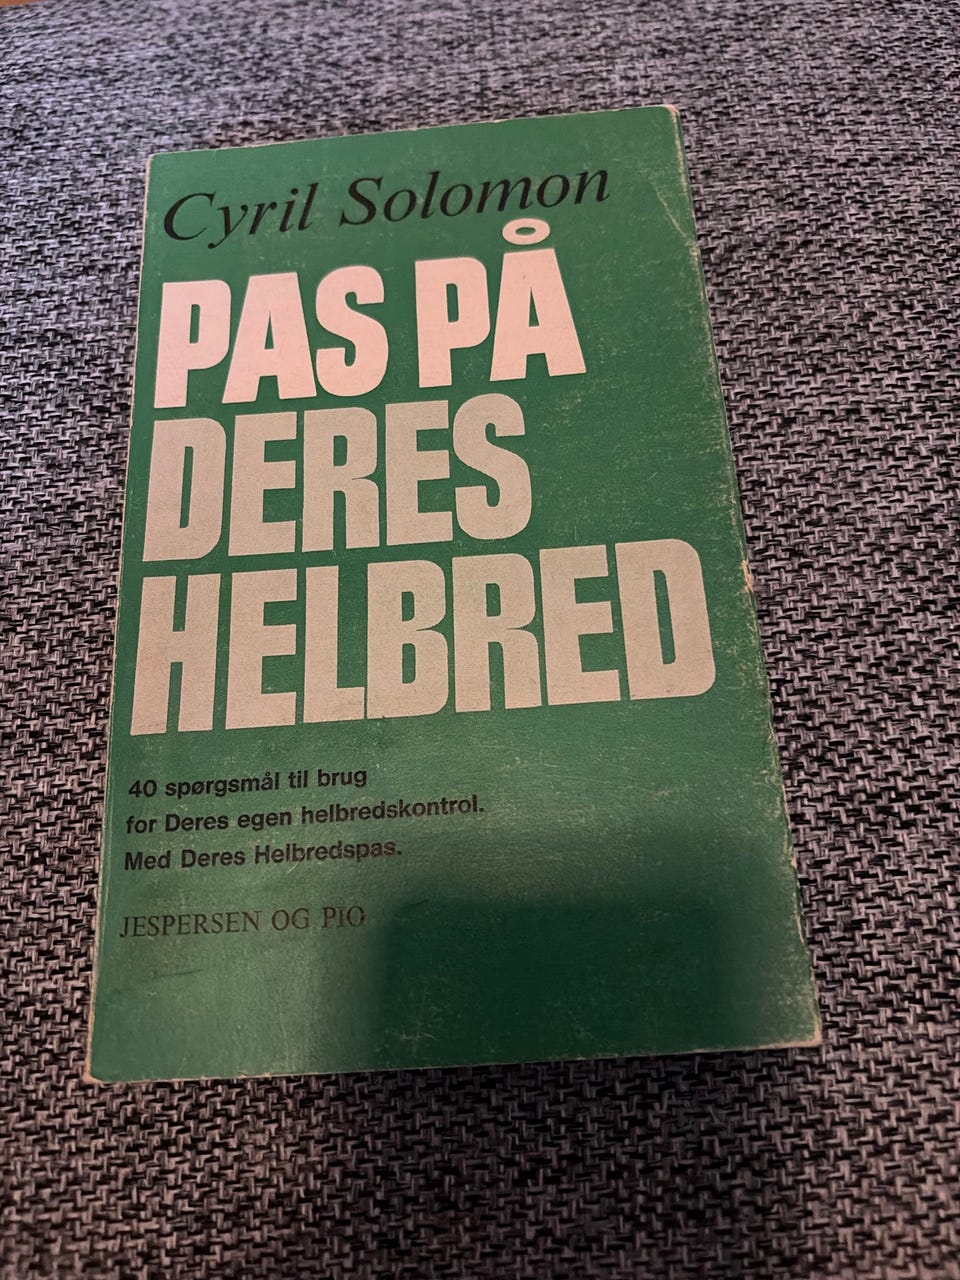 Cyril Solomon
PAS PÅ
DERES
HELBRED
40 spørgsmål til brug
for Deres egen helbredskontrol.
Med Deres Helbredspas.
JESPERSEN OG PIO